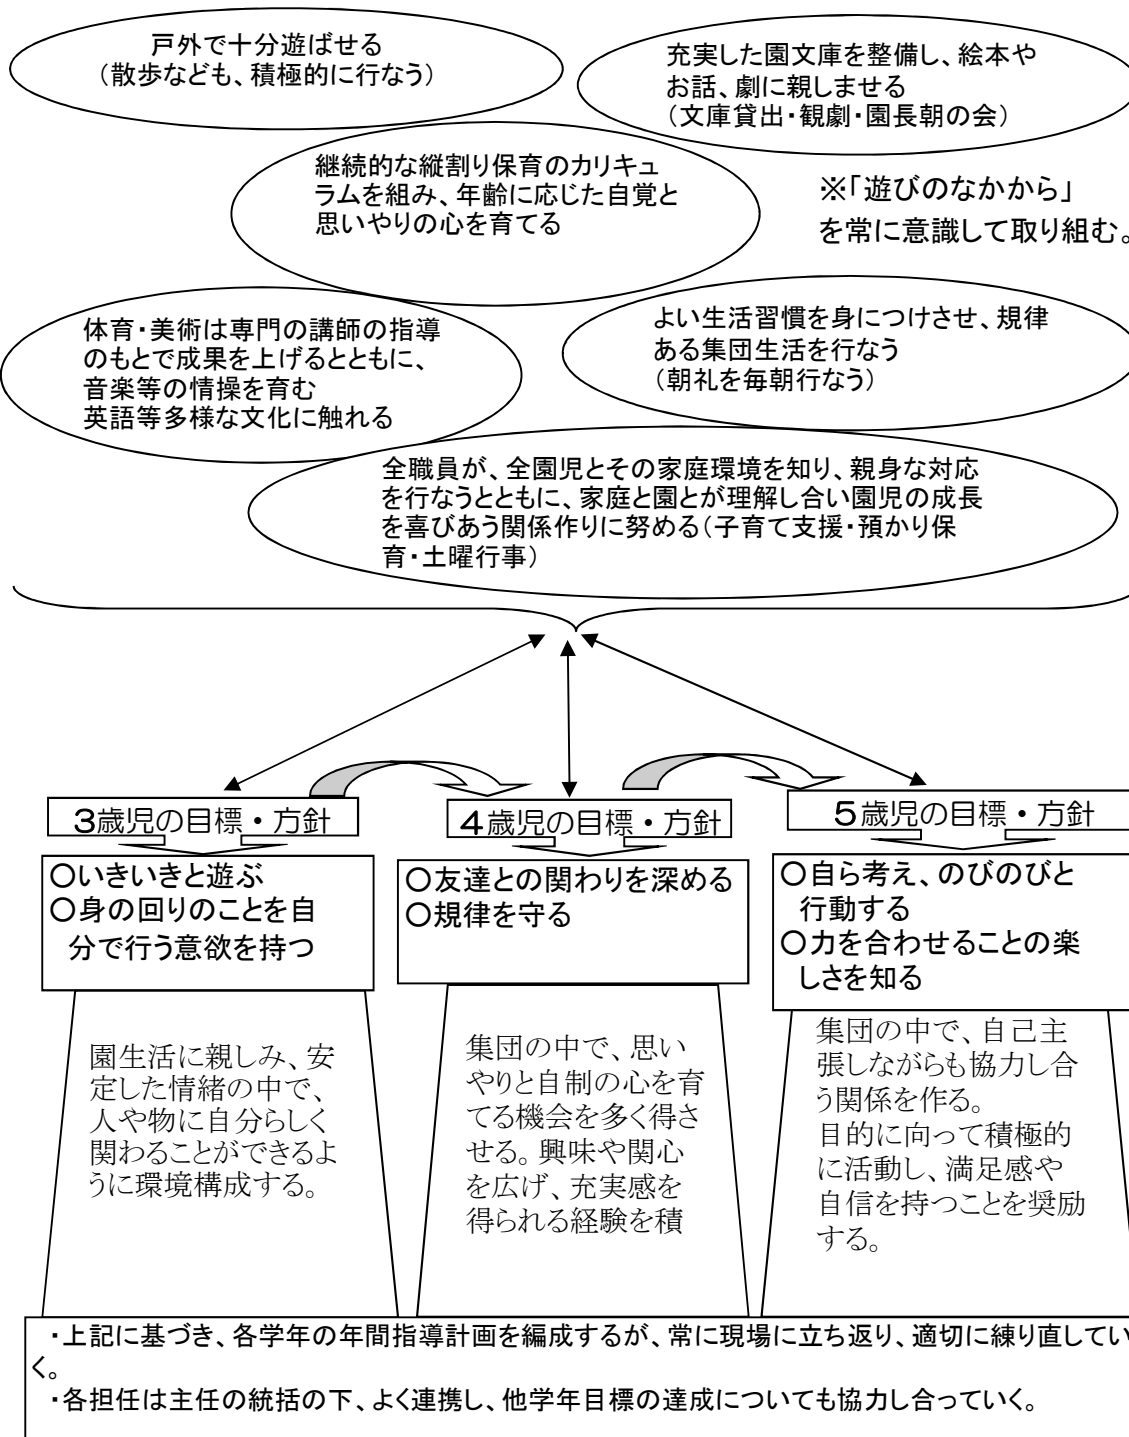 戸外で十分遊ばせる
（散歩なども、積極的に行なう）
充実した園文庫を整備し、絵本や
お話、劇に親しませる
（文庫貸出・観劇・園長朝の会）
継続的な縦割り保育のカリキュ
ラムを組み、年齢に応じた自覚と
思いやりの心を育てる
※「遊びのなかから」
を常に意識して取り組む。
体育・美術は専門の講師の指導
のもとで成果を上げるとともに、
音楽等の情操を育む
英語等多様な文化に触れる
よい生活習慣を身につけさせ、規律
ある集団生活を行なう
（朝礼を毎朝行なう）
全職員が、全園児とその家庭環境を知り、親身な対応
を行なうとともに、家庭と園とが理解し合い園児の成長
を喜びあう関係作りに努める（子育て支援・預かり保
育・土曜行事）
3歳児の目標・方針
〇いきいきと遊ぶ
〇身の回りのことを自
分で行う意欲を持つ
園生活に親しみ、安
定した情緒の中で、
人や物に自分らしく
関わることができるよ
うに環境構成する。
4歳児の目標・方針
〇友達との関わりを深める
〇規律を守る
集団の中で、思い
やりと自制の心を育
てる機会を多く得さ
せる。興味や関心
を広げ、充実感を
得られる経験を積
5歳児の目標・方針
〇自ら考え、のびのびと
行動する
〇力を合わせることの楽
しさを知る
集団の中で、自己主
張しながらも協力し合
う関係を作る。
目的に向って積極的
に活動し、満足感や
自信を持つことを奨励
する。
・上記に基づき、各学年の年間指導計画を編成するが、常に現場に立ち返り、適切に練り直してい
く。
・各担任は主任の統括の下、よく連携し、他学年目標の達成についても協力し合っていく。